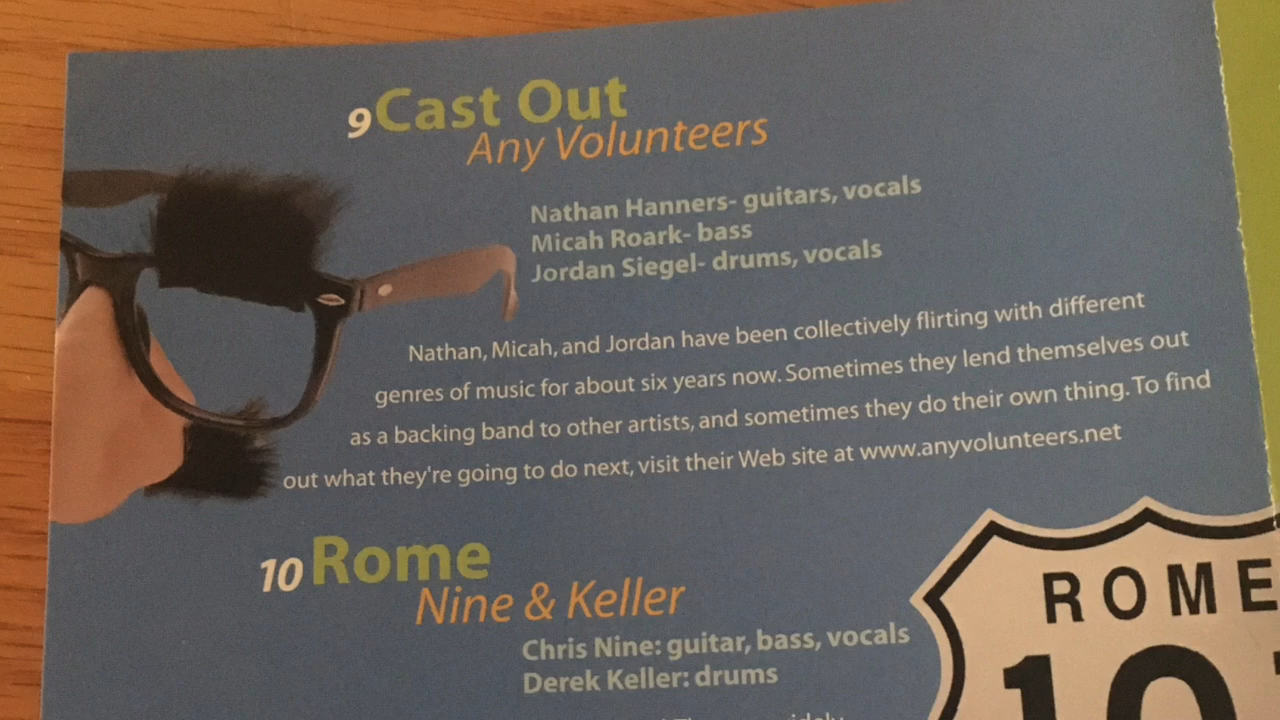 9 Cast Out
Any Volunteers
Nathan Hanners- guitars, vocals
Micah Roark- bass
Jordan Siegel- drums, vocals
Nathan, Micah, and Jordan have been collectively flirting with different
genres of music for about six years now. Sometimes they lend themselves out
as a backing band to other artists, and sometimes they do their own thing. To find
out what they're going to do next, visit their Web site at www.anyvolunteers.net
10 Rome
Nine & Keller
ROME
Chris Nine: guitar, bass, vocals
Derek Keller: drums